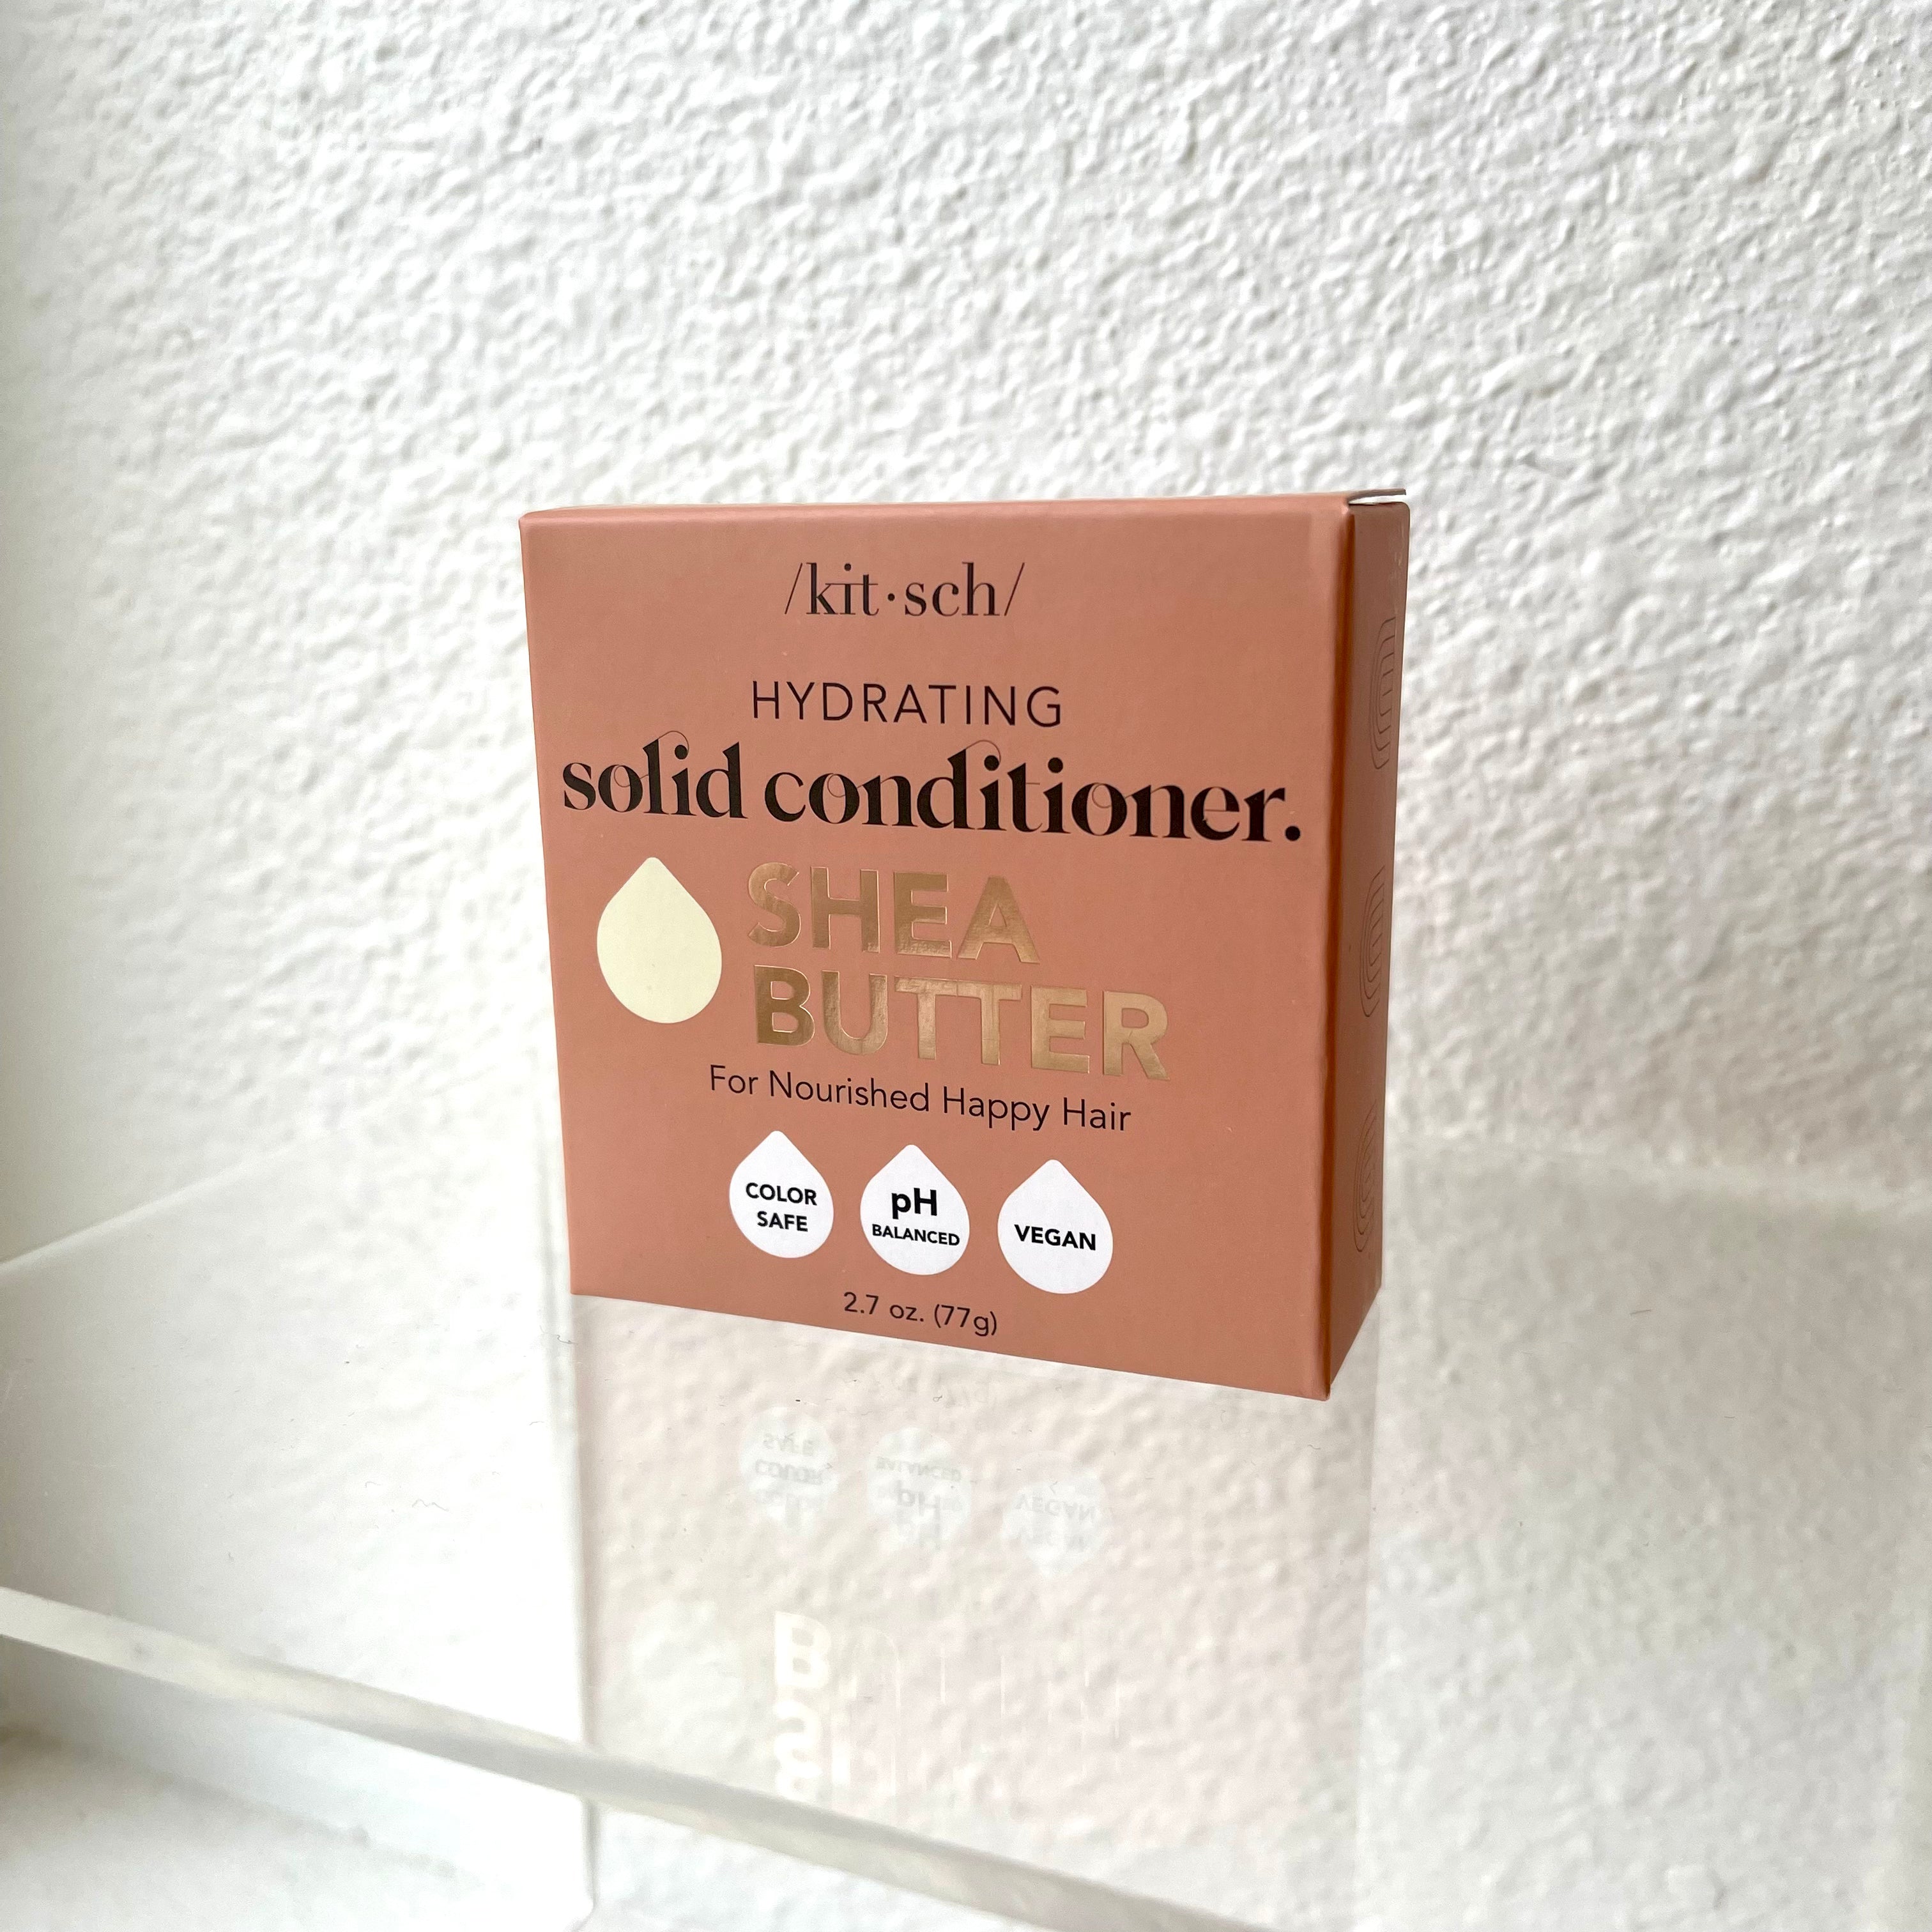 /kit·sch/
HYDRATING
solid conditioner.
SHEA
BUTTER
For Nourished Happy Hair
COLOR
SAFE
pH
BALANCED
VEGAN
2.7 oz. (77g)